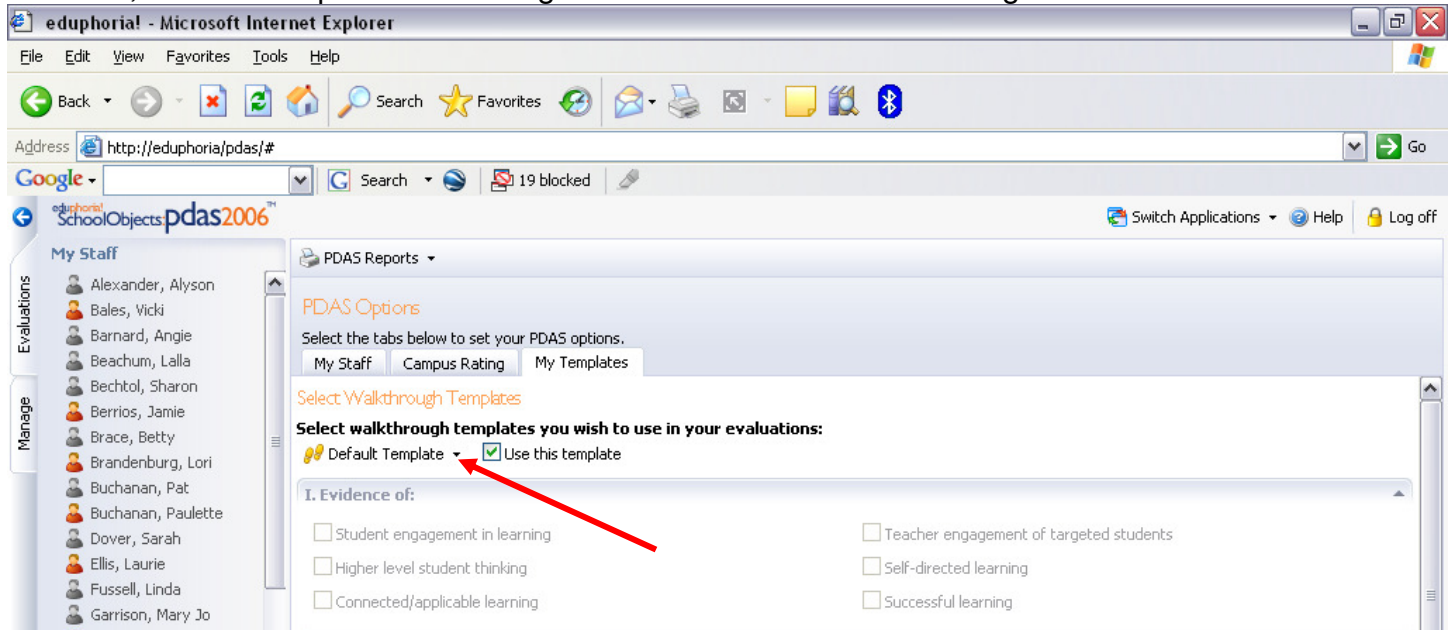 eduphoria! - Microsoft Internet Explorer
File Edit View Favorites Tools Help
Back Search Favorites
Address http://eduphoria/pdas/# Go
Google Search 19 blocked
eduphoria! SchoolObjects:pdas2006™ Switch Applications Help Log off
My Staff
PDAS Reports
Evaluations
Manage
Alexander, Alyson
Bales, Vicki
Barnard, Angie
Beachum, Lalla
Bechtol, Sharon
Berrios, Jamie
Brace, Betty
Brandenburg, Lori
Buchanan, Pat
Buchanan, Paulette
Dover, Sarah
Ellis, Laurie
Fussell, Linda
Garrison, Mary Jo
PDAS Options
Select the tabs below to set your PDAS options.
My Staff Campus Rating My Templates
Select Walkthrough Templates
Select walkthrough templates you wish to use in your evaluations:
Default Template Use this template
I. Evidence of:
Student engagement in learning Teacher engagement of targeted students
Higher level student thinking Self-directed learning
Connected/applicable learning Successful learning